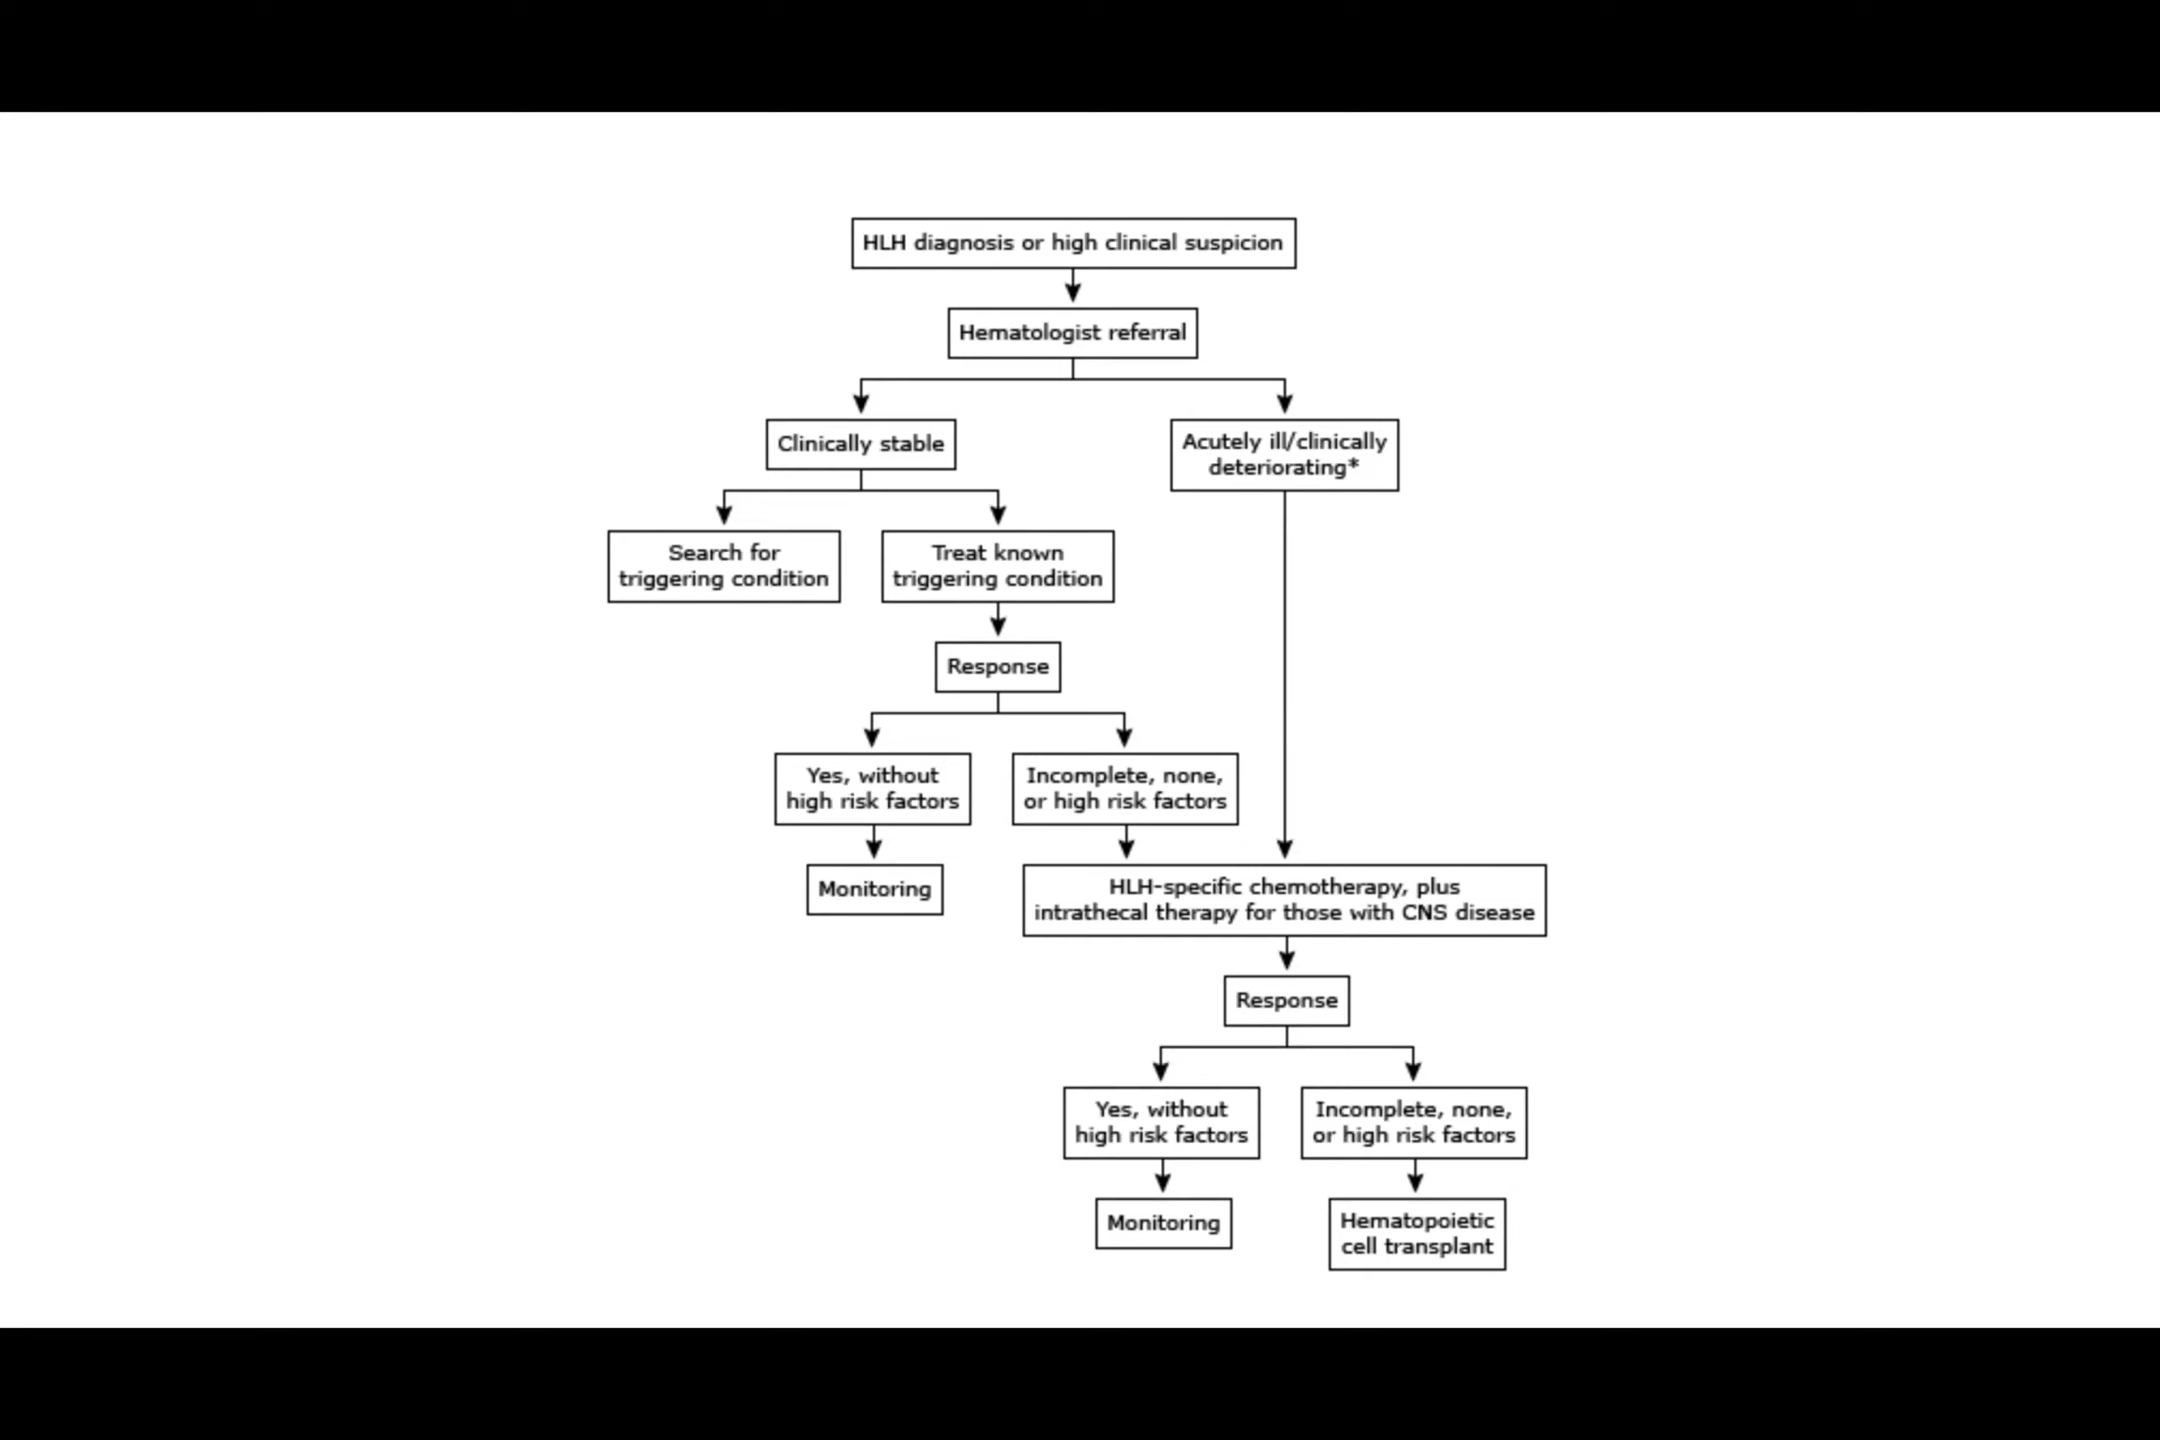 HLH diagnosis or high clinical suspicion
Hematologist referral
Clinically stable
Acutely ill/clinically
deteriorating*
Search for
triggering condition
Treat known
triggering condition
Response
Yes, without
high risk factors
Incomplete, none,
or high risk factors
Monitoring
HLH-specific chemotherapy, plus
intrathecal therapy for those with CNS disease
Response
Yes, without
high risk factors
Incomplete, none,
or high risk factors
Monitoring
Hematopoietic
cell transplant